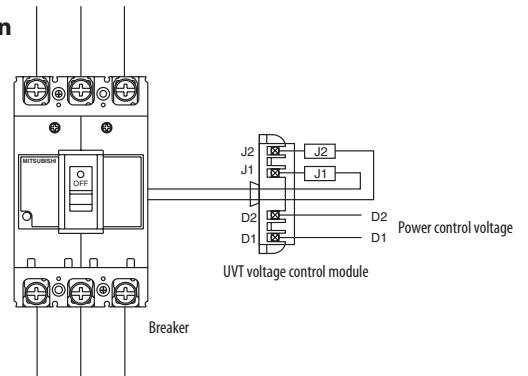 n
MITSUBISHI
OFF
J2 J2
J1 J1
D2 D2
Power control voltage
D1 D1
UVT voltage control module
Breaker